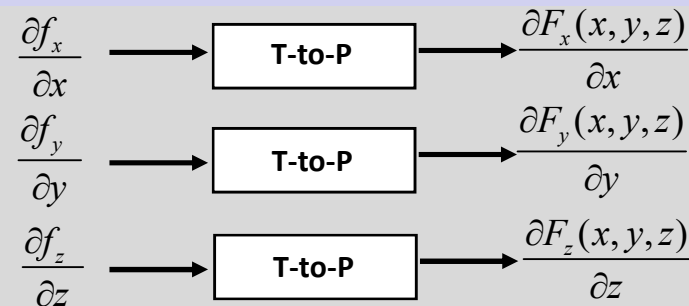 ∂f_x/∂x T-to-P ∂F_x(x, y, z)/∂x
∂f_y/∂y T-to-P ∂F_y(x, y, z)/∂y
∂f_z/∂z T-to-P ∂F_z(x, y, z)/∂z